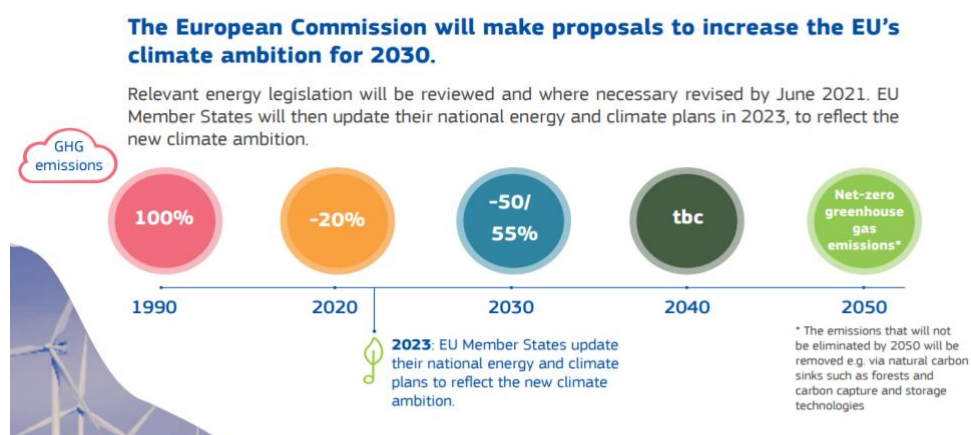 The European Commission will make proposals to increase the EU's
climate ambition for 2030.
Relevant energy legislation will be reviewed and where necessary revised by June 2021. EU
Member States will then update their national energy and climate plans in 2023, to reflect the
new climate ambition.
GHG
emissions
100%
-20%
-50/
55%
tbc
Net-zero
greenhouse
gas
emissions*
1990
2020
2030
2040
2050
2023: EU Member States update
their national energy and climate
plans to reflect the new climate
ambition.
* The emissions that will not
be eliminated by 2050 will be
removed e.g. via natural carbon
sinks such as forests and
carbon capture and storage
technologies